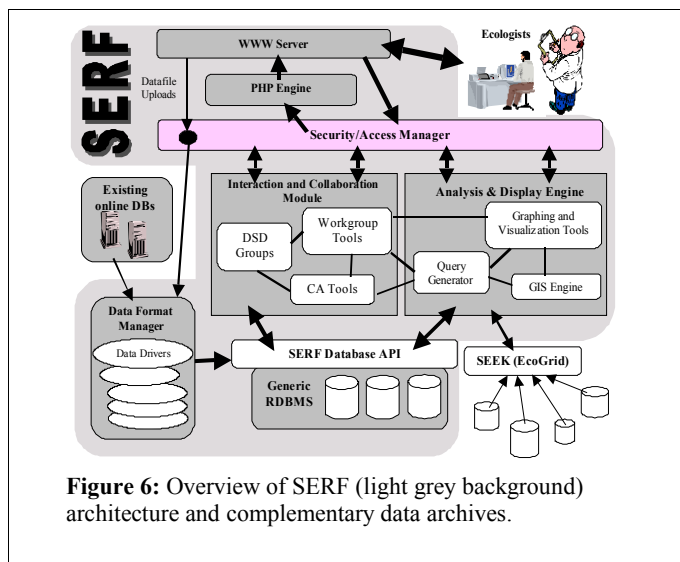 SERF
WWW Server
Ecologists
Datafile
Uploads
PHP Engine
Security/Access Manager
Existing
online DBs
Interaction and Collaboration
Module
Analysis & Display Engine
DSD
Groups
Workgroup
Tools
CA Tools
Graphing and
Visualization Tools
Query
Generator
GIS Engine
Data Format
Manager
Data Drivers
SERF Database API
Generic
RDBMS
SEEK (EcoGrid)
Figure 6: Overview of SERF (light grey background)
architecture and complementary data archives.